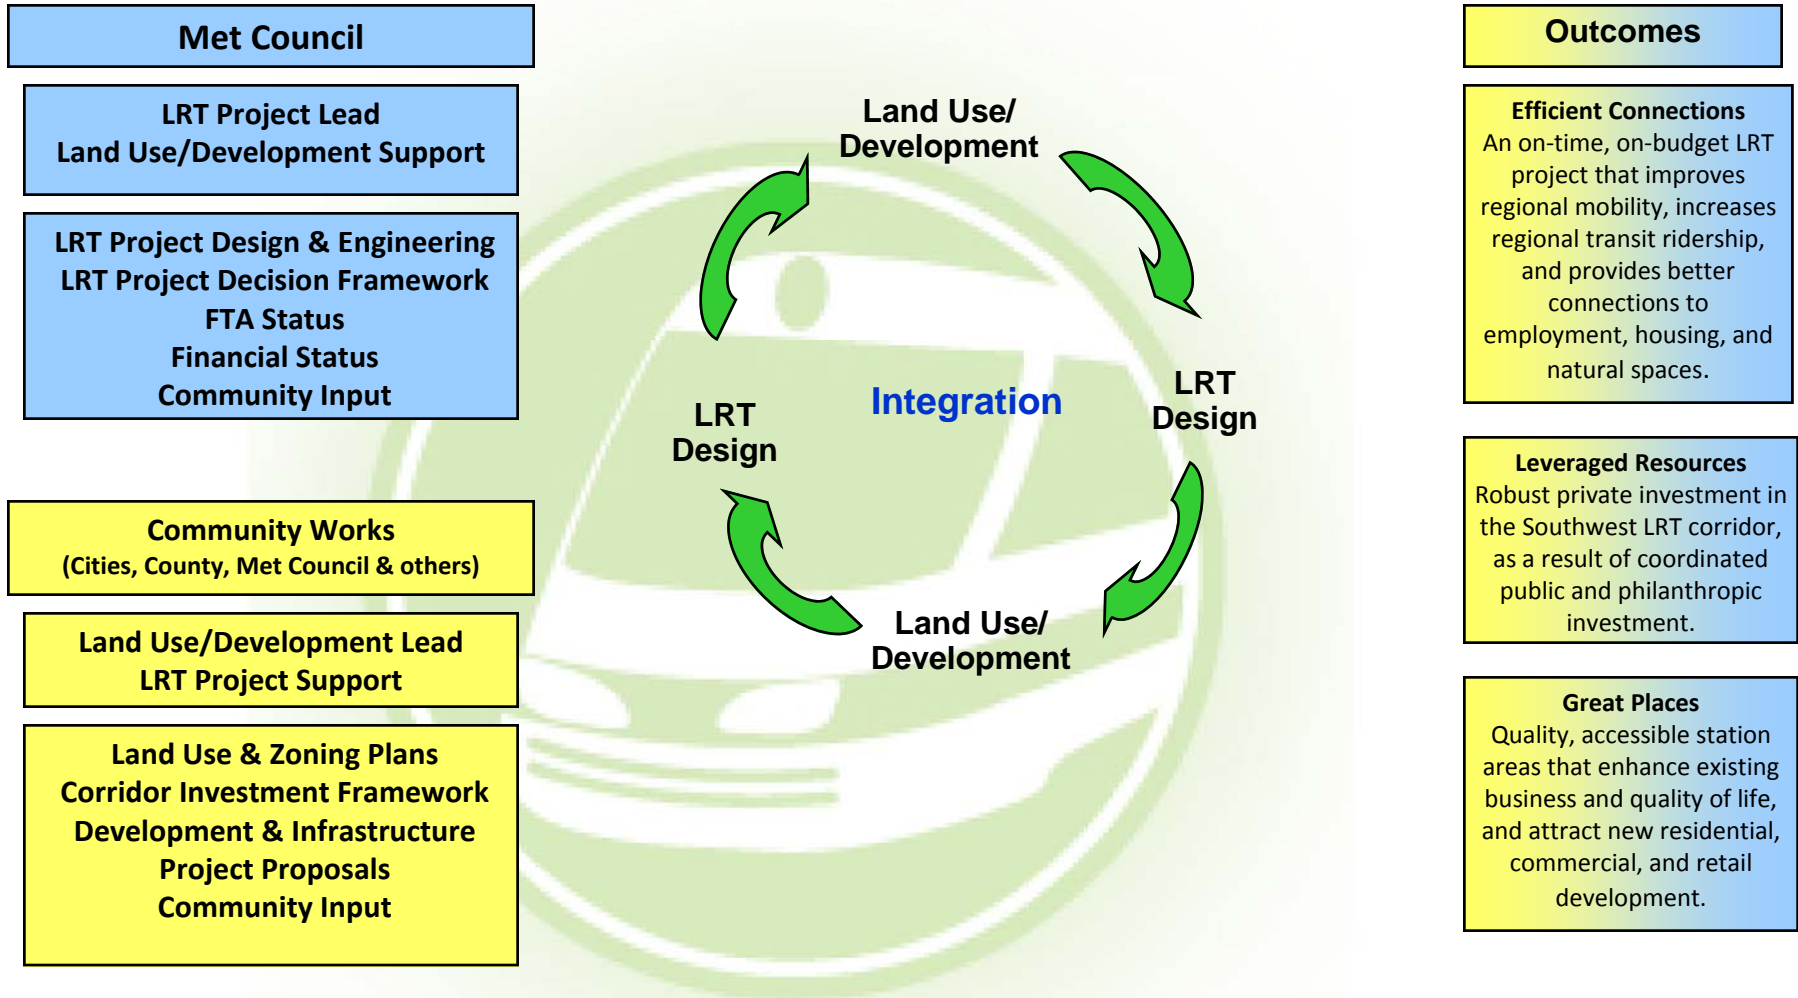 Met Council
LRT Project Lead
Land Use/Development Support
LRT Project Design & Engineering
LRT Project Decision Framework
FTA Status
Financial Status
Community Input
Community Works
(Cities, County, Met Council & others)
Land Use/Development Lead
LRT Project Support
Land Use & Zoning Plans
Corridor Investment Framework
Development & Infrastructure
Project Proposals
Community Input
Land Use/
Development
LRT
Design
Integration
LRT
Design
Land Use/
Development
Outcomes
Efficient Connections
An on-time, on-budget LRT
project that improves
regional mobility, increases
regional transit ridership,
and provides better
connections to
employment, housing, and
natural spaces.
Leveraged Resources
Robust private investment in
the Southwest LRT corridor,
as a result of coordinated
public and philanthropic
investment.
Great Places
Quality, accessible station
areas that enhance existing
business and quality of life,
and attract new residential,
commercial, and retail
development.